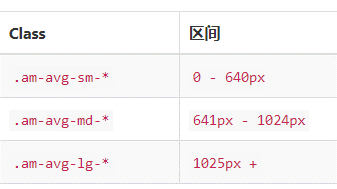 Class 区间
.am-avg-sm-* 0 - 640px
.am-avg-md-* 641px - 1024px
.am-avg-lg-* 1025px +